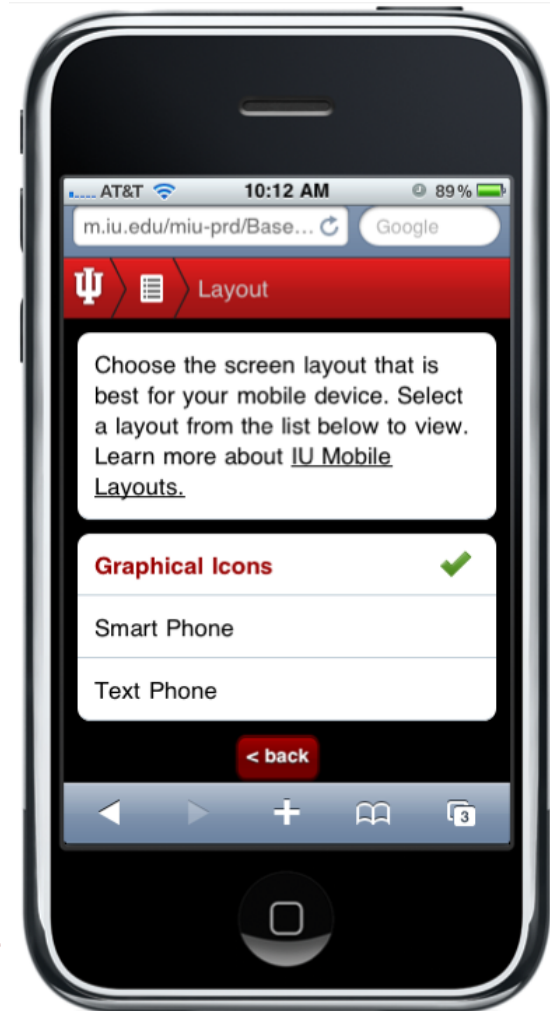 AT&T 10:12 AM 89%
m.iu.edu/miu-prd/Base... Google
Layout
Choose the screen layout that is
best for your mobile device. Select
a layout from the list below to view.
Learn more about IU Mobile
Layouts.
Graphical Icons
Smart Phone
Text Phone
< back
3